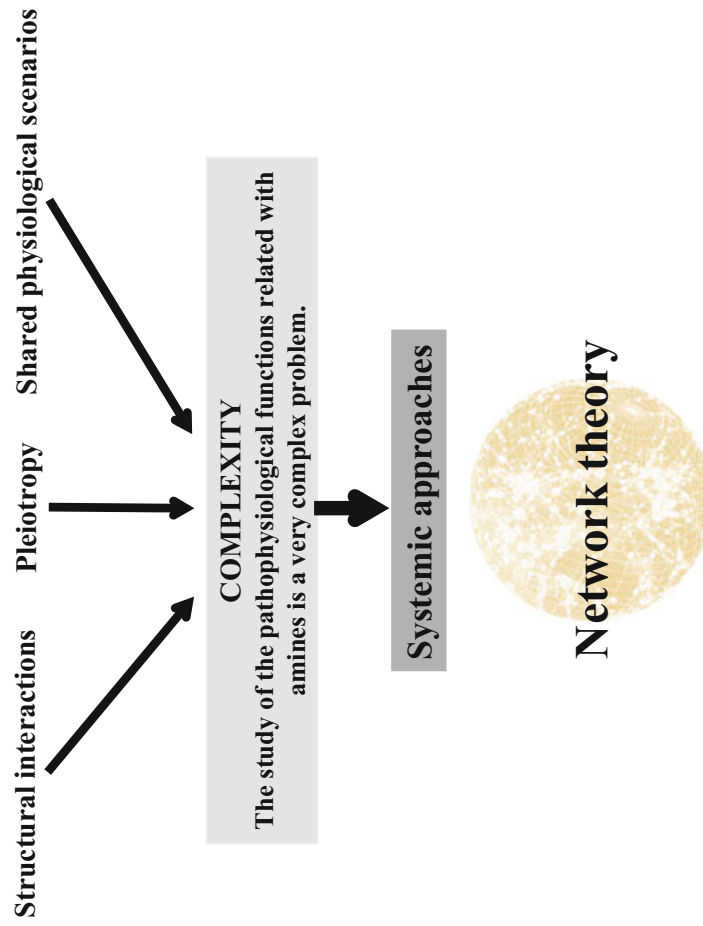 Structural interactions
Pleiotropy
Shared physiological scenarios
COMPLEXITY
The study of the pathophysiological functions related with
amines is a very complex problem.
Systemic approaches
Network theory